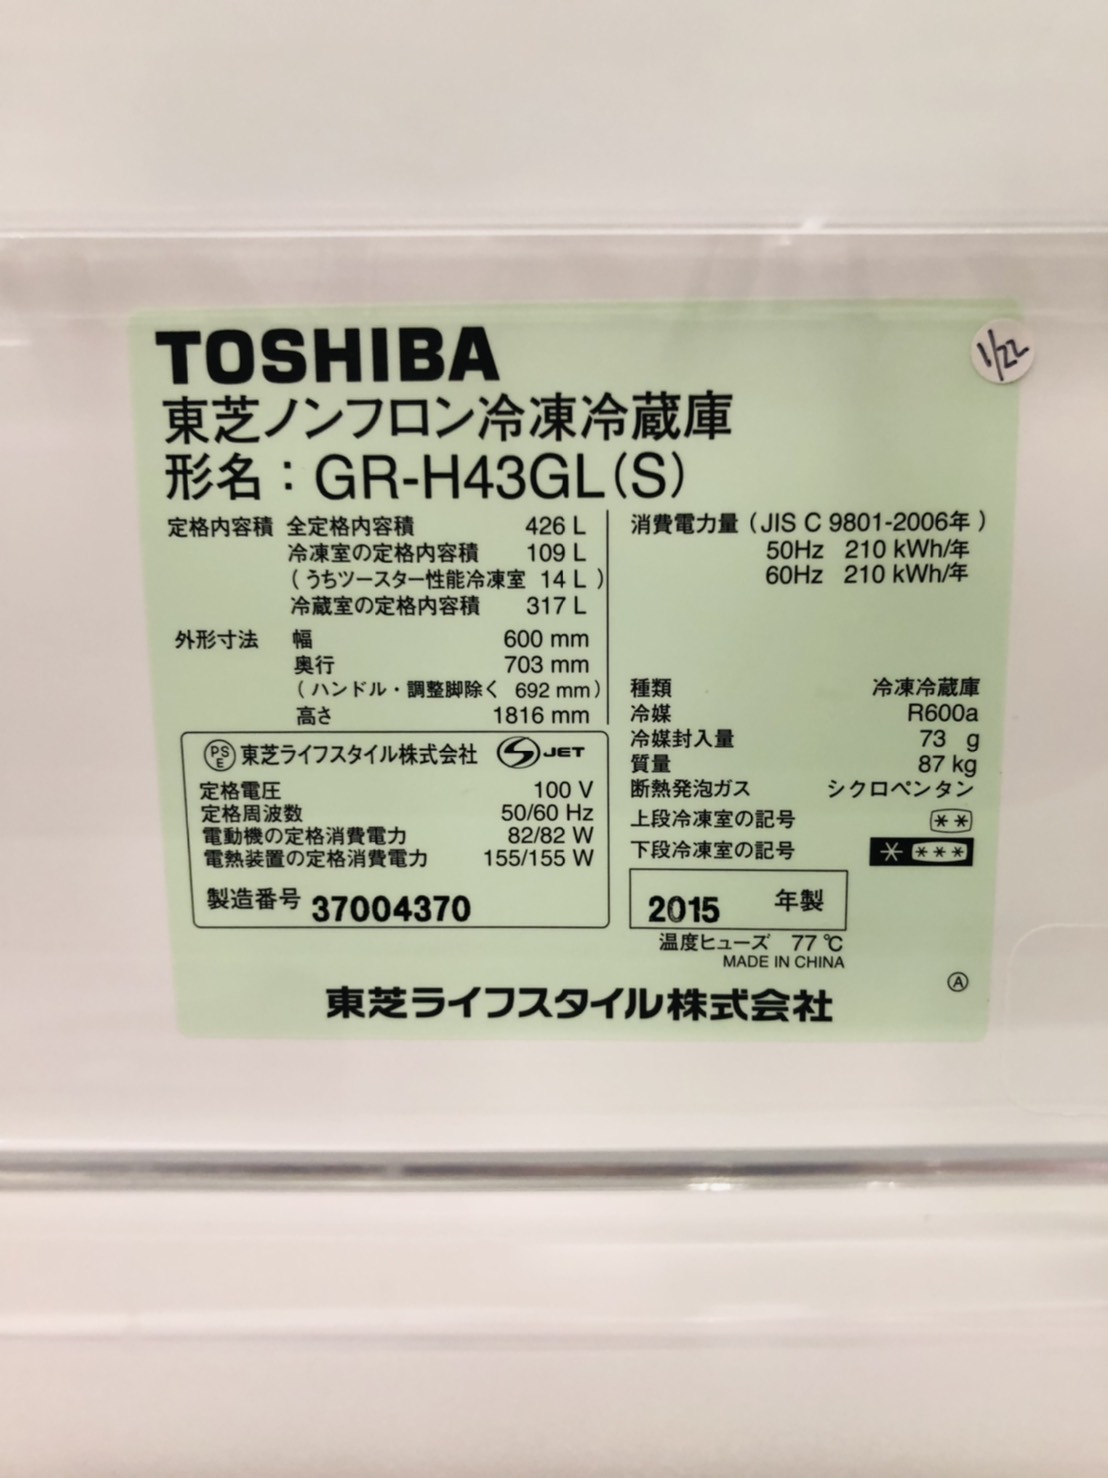 TOSHIBA
1/22
東芝ノンフロン冷凍冷蔵庫
形名：GR-H43GL(S)
定格内容積 全定格内容積 426 L
冷凍室の定格内容積 109 L
(うちツースター性能冷凍室 14 L)
冷蔵室の定格内容積 317 L
外形寸法 幅 600 mm
奥行 703 mm
(ハンドル・調整脚除く 692 mm)
高さ 1816 mm
消費電力量 (JIS C 9801-2006年)
50Hz 210 kWh/年
60Hz 210 kWh/年
種類 冷凍冷蔵庫
冷媒 R600a
冷媒封入量 73 g
質量 87 kg
断熱発泡ガス シクロペンタン
上段冷凍室の記号 **
下段冷凍室の記号 * ***
PSE 東芝ライフスタイル株式会社 S JET
定格電圧 100 V
定格周波数 50/60 Hz
電動機の定格消費電力 82/82 W
電熱装置の定格消費電力 155/155 W
製造番号 37004370
2015 年製
温度ヒューズ 77℃
MADE IN CHINA
Ⓐ
東芝ライフスタイル株式会社